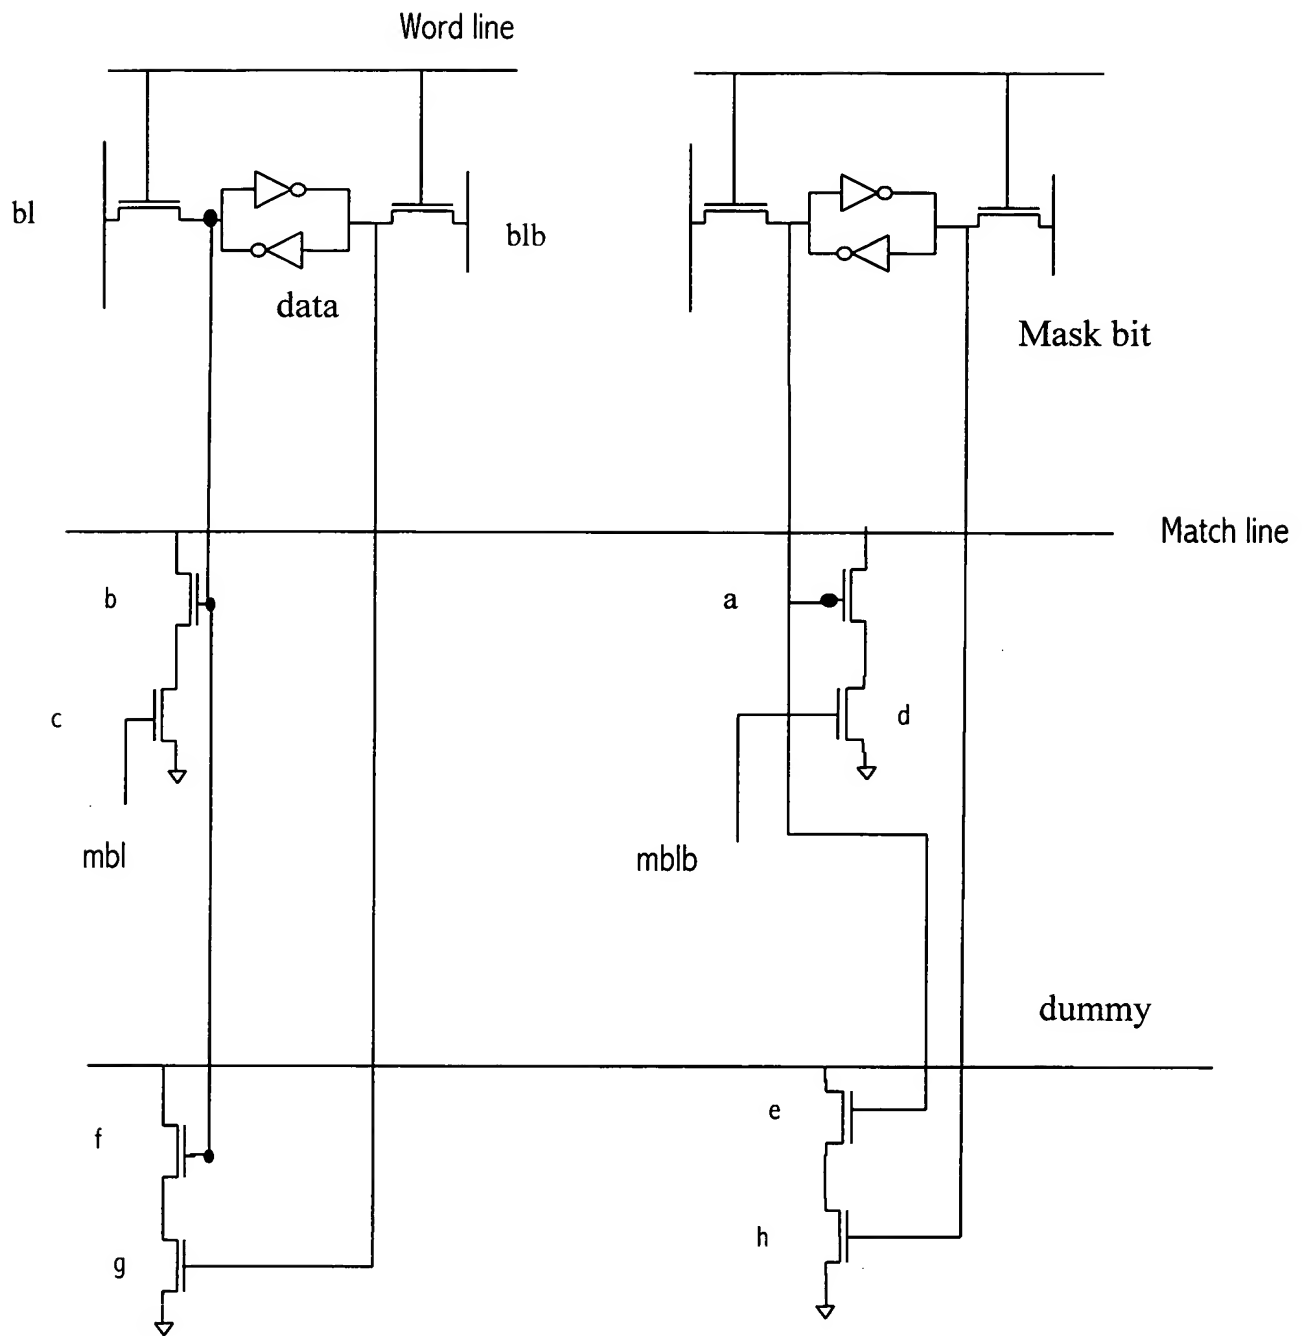 Word line
bl
blb
data
Mask bit
Match line
b
a
c
d
mbl
mblb
dummy
e
f
h
g